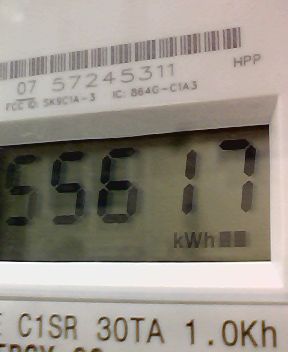 HPP
07 57245311
FCC ID: SK9C1A-3 IC: 864G-C1A3
55617
kWh
C1SR 30TA 1.0Kh